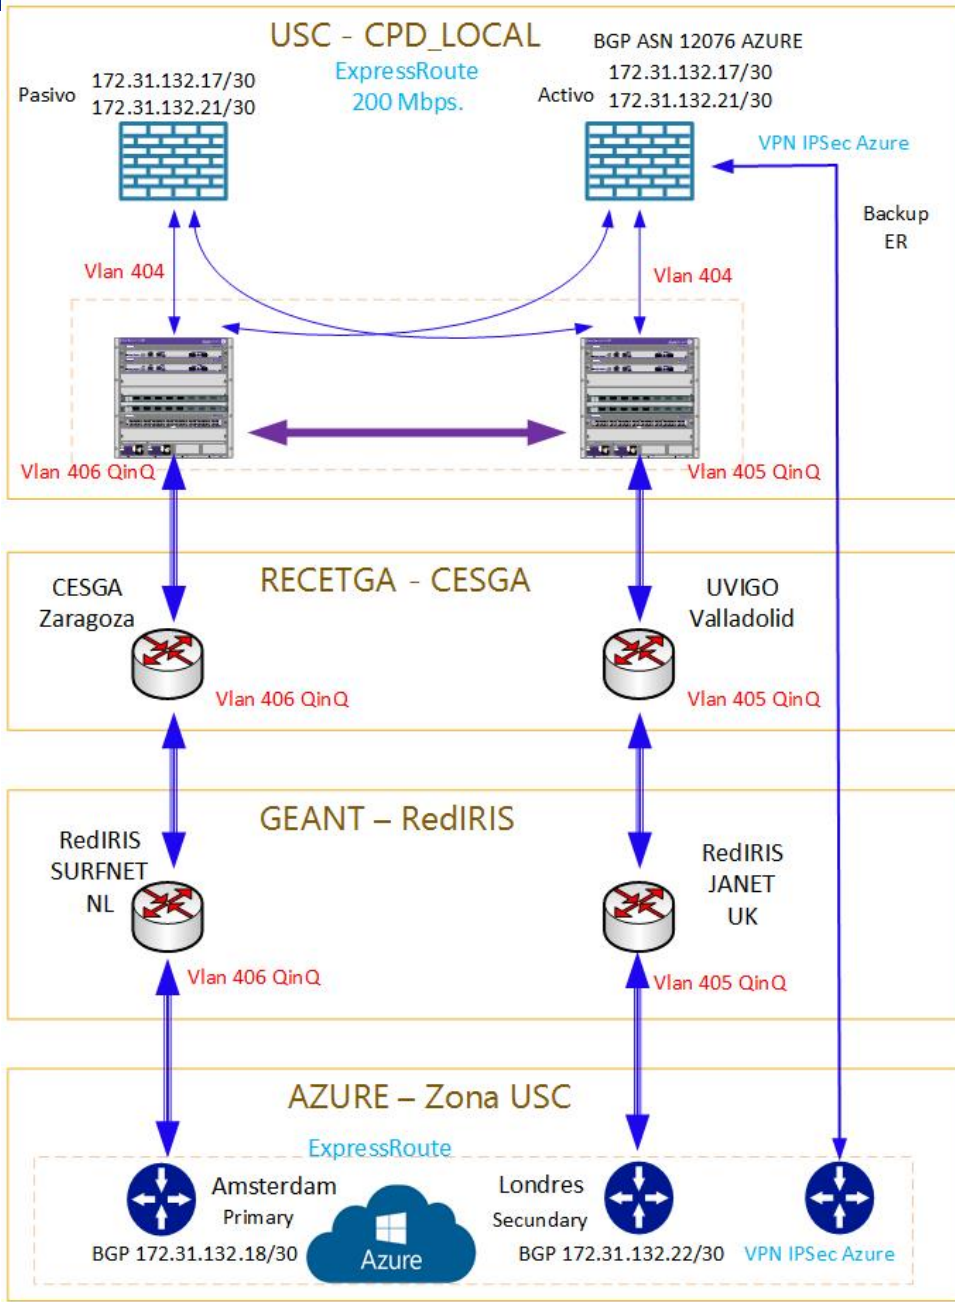 USC - CPD_LOCAL
BGP ASN 12076 AZURE
ExpressRoute
200 Mbps.
Pasivo
172.31.132.17/30
172.31.132.21/30
Activo
172.31.132.17/30
172.31.132.21/30
VPN IPSec Azure
Backup
ER
Vlan 404
Vlan 404
Vlan 406 QinQ
Vlan 405 QinQ
RECETGA - CESGA
CESGA
Zaragoza
UVIGO
Valladolid
Vlan 406 QinQ
Vlan 405 QinQ
GEANT – RedIRIS
RedIRIS
SURFNET
NL
RedIRIS
JANET
UK
Vlan 406 QinQ
Vlan 405 QinQ
AZURE – Zona USC
ExpressRoute
Amsterdam
Primary
BGP 172.31.132.18/30
Azure
Londres
Secundary
BGP 172.31.132.22/30
VPN IPSec Azure